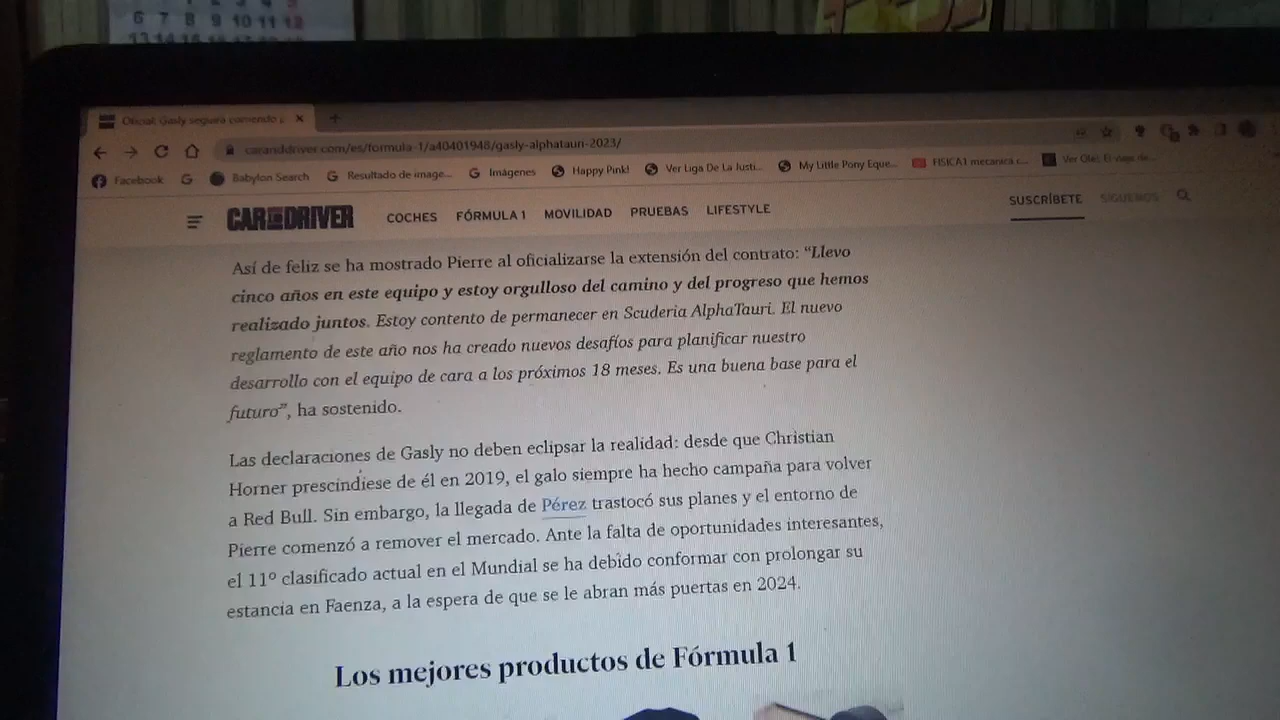 6 7 8 9 10 11 12
Oficial: Gasly seguirá corriendo
caranddriver.com/es/formula-1/a40401948/gasly-alphatauri-2023/
Facebook G Babylon Search G Resultado de image... G Imágenes Happy Pink! Ver Liga De La Justi... My Little Pony Eque... FISICA1 mecanica c...
CAR AND DRIVER COCHES FÓRMULA 1 MOVILIDAD PRUEBAS LIFESTYLE SUSCRÍBETE SÍGUENOS
Así de feliz se ha mostrado Pierre al oficializarse la extensión del contrato: “Llevo
cinco años en este equipo y estoy orgulloso del camino y del progreso que hemos
realizado juntos. Estoy contento de permanecer en Scuderia AlphaTauri. El nuevo
reglamento de este año nos ha creado nuevos desafíos para planificar nuestro
desarrollo con el equipo de cara a los próximos 18 meses. Es una buena base para el
futuro”, ha sostenido.
Las declaraciones de Gasly no deben eclipsar la realidad: desde que Christian
Horner prescindiese de él en 2019, el galo siempre ha hecho campaña para volver
a Red Bull. Sin embargo, la llegada de Pérez trastocó sus planes y el entorno de
Pierre comenzó a remover el mercado. Ante la falta de oportunidades interesantes,
el 11º clasificado actual en el Mundial se ha debido conformar con prolongar su
estancia en Faenza, a la espera de que se le abran más puertas en 2024.
Los mejores productos de Fórmula 1